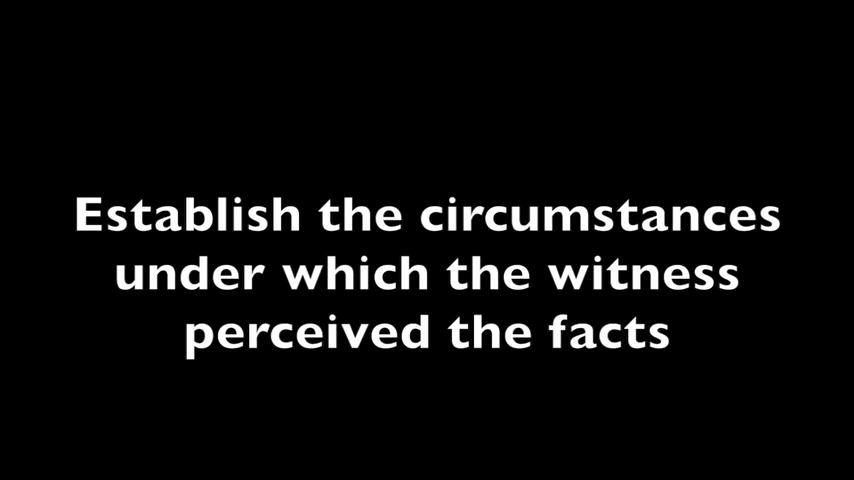 Establish the circumstances
under which the witness
perceived the facts